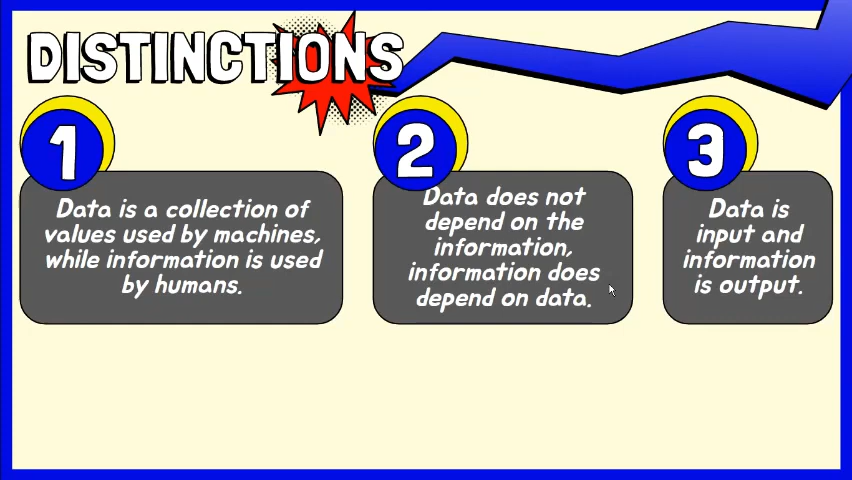 DISTINCTIONS
1
Data is a collection of
values used by machines,
while information is used
by humans.
2
Data does not
depend on the
information,
information does
depend on data.
3
Data is
input and
information
is output.